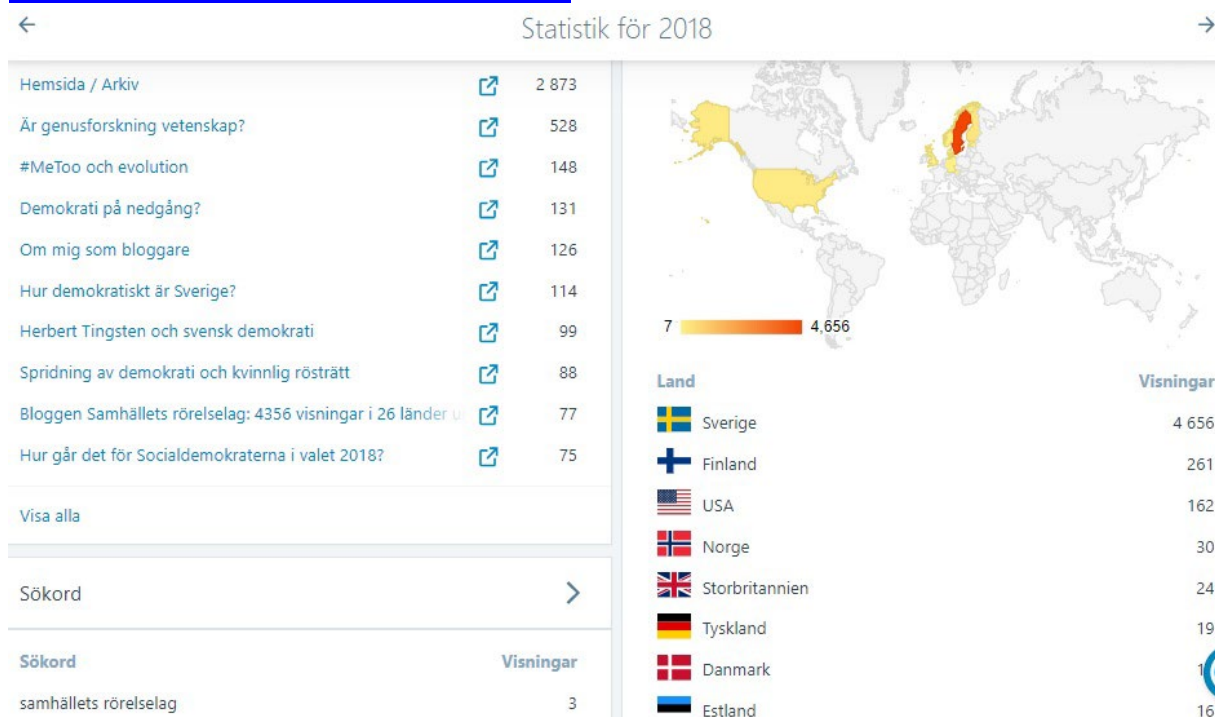 Statistik för 2018
Hemsida / Arkiv 2 873
Är genusforskning vetenskap? 528
#MeToo och evolution 148
Demokrati på nedgång? 131
Om mig som bloggare 126
Hur demokratiskt är Sverige? 114
Herbert Tingsten och svensk demokrati 99
Spridning av demokrati och kvinnlig rösträtt 88
Bloggen Samhällets rörelselag: 4356 visningar i 26 länder 77
Hur går det för Socialdemokraterna i valet 2018? 75
Visa alla
Sökord
Sökord Visningar
samhällets rörelselag 3
7 4,656
Land Visningar
Sverige 4 656
Finland 261
USA 162
Norge 30
Storbritannien 24
Tyskland 19
Danmark
Estland 16